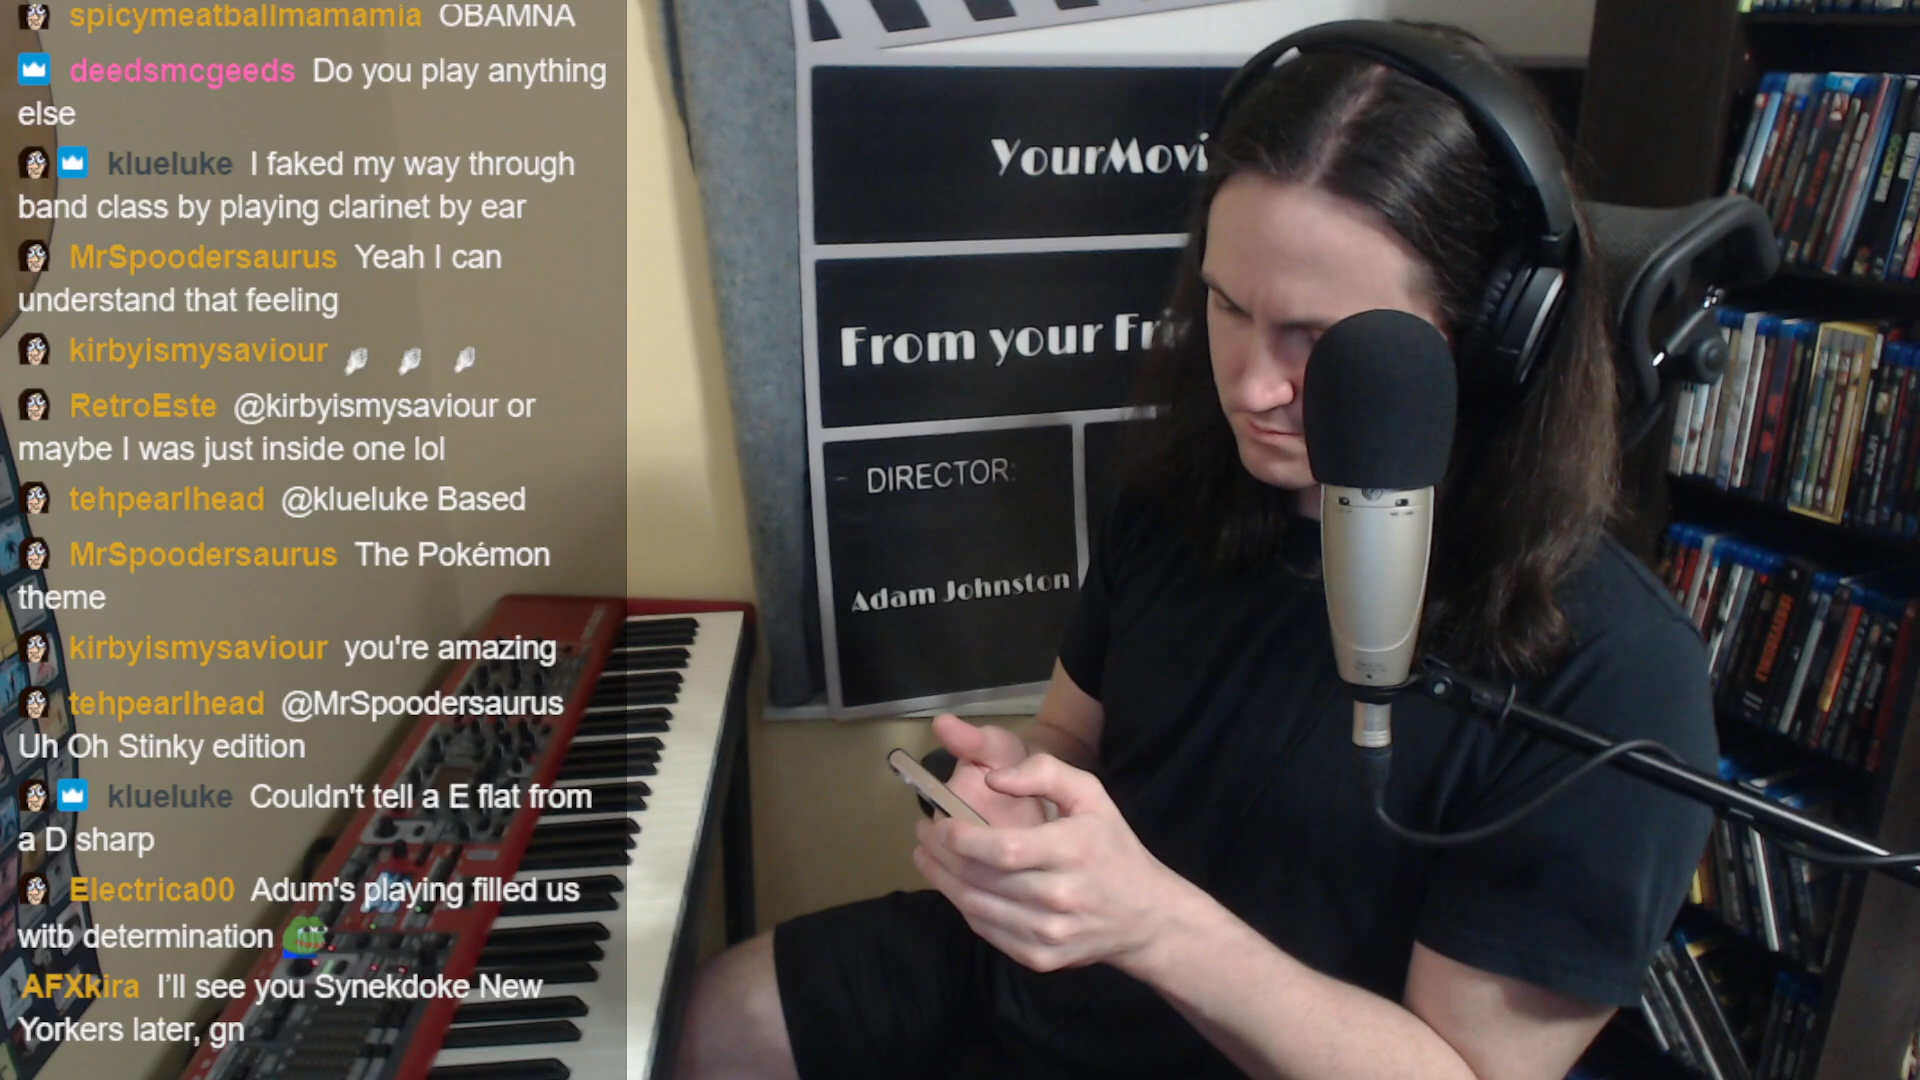 spicymeatballmamamia OBAMNA
deedsmcgeeds Do you play anything
else
klueluke I faked my way through
band class by playing clarinet by ear
MrSpoodersaurus Yeah I can
understand that feeling
kirbyismysaviour
RetroEste @kirbyismysaviour or
maybe I was just inside one lol
tehpearlhead @klueluke Based
MrSpoodersaurus The Pokémon
theme
kirbyismysaviour you're amazing
tehpearlhead @MrSpoodersaurus
Uh Oh Stinky edition
klueluke Couldn't tell a E flat from
a D sharp
Electrica00 Adum's playing filled us
witb determination
AFXkira I’ll see you Synekdoke New
Yorkers later, gn
YourMovi
From your Fri
DIRECTOR:
Adam Johnston